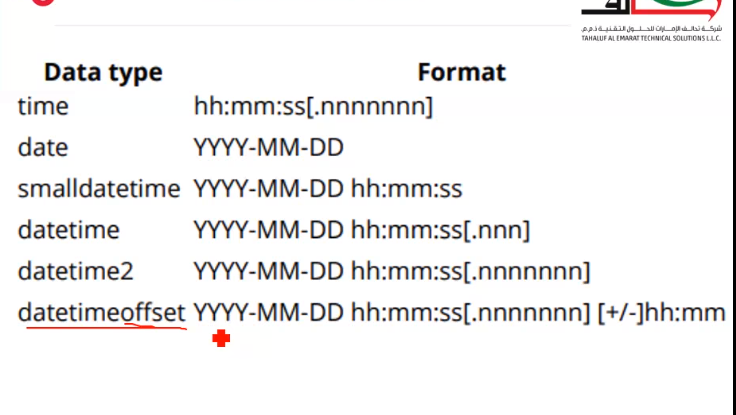 شركة تحالف الإمارات للحلول التقنية ذ.م.م.
TAHALUF AL EMARAT TECHNICAL SOLUTIONS L.L.C.
Data type Format
time hh:mm:ss[.nnnnnnn]
date YYYY-MM-DD
smalldatetime YYYY-MM-DD hh:mm:ss
datetime YYYY-MM-DD hh:mm:ss[.nnn]
datetime2 YYYY-MM-DD hh:mm:ss[.nnnnnnn]
datetimeoffset YYYY-MM-DD hh:mm:ss[.nnnnnnn] [+/-]hh:mm